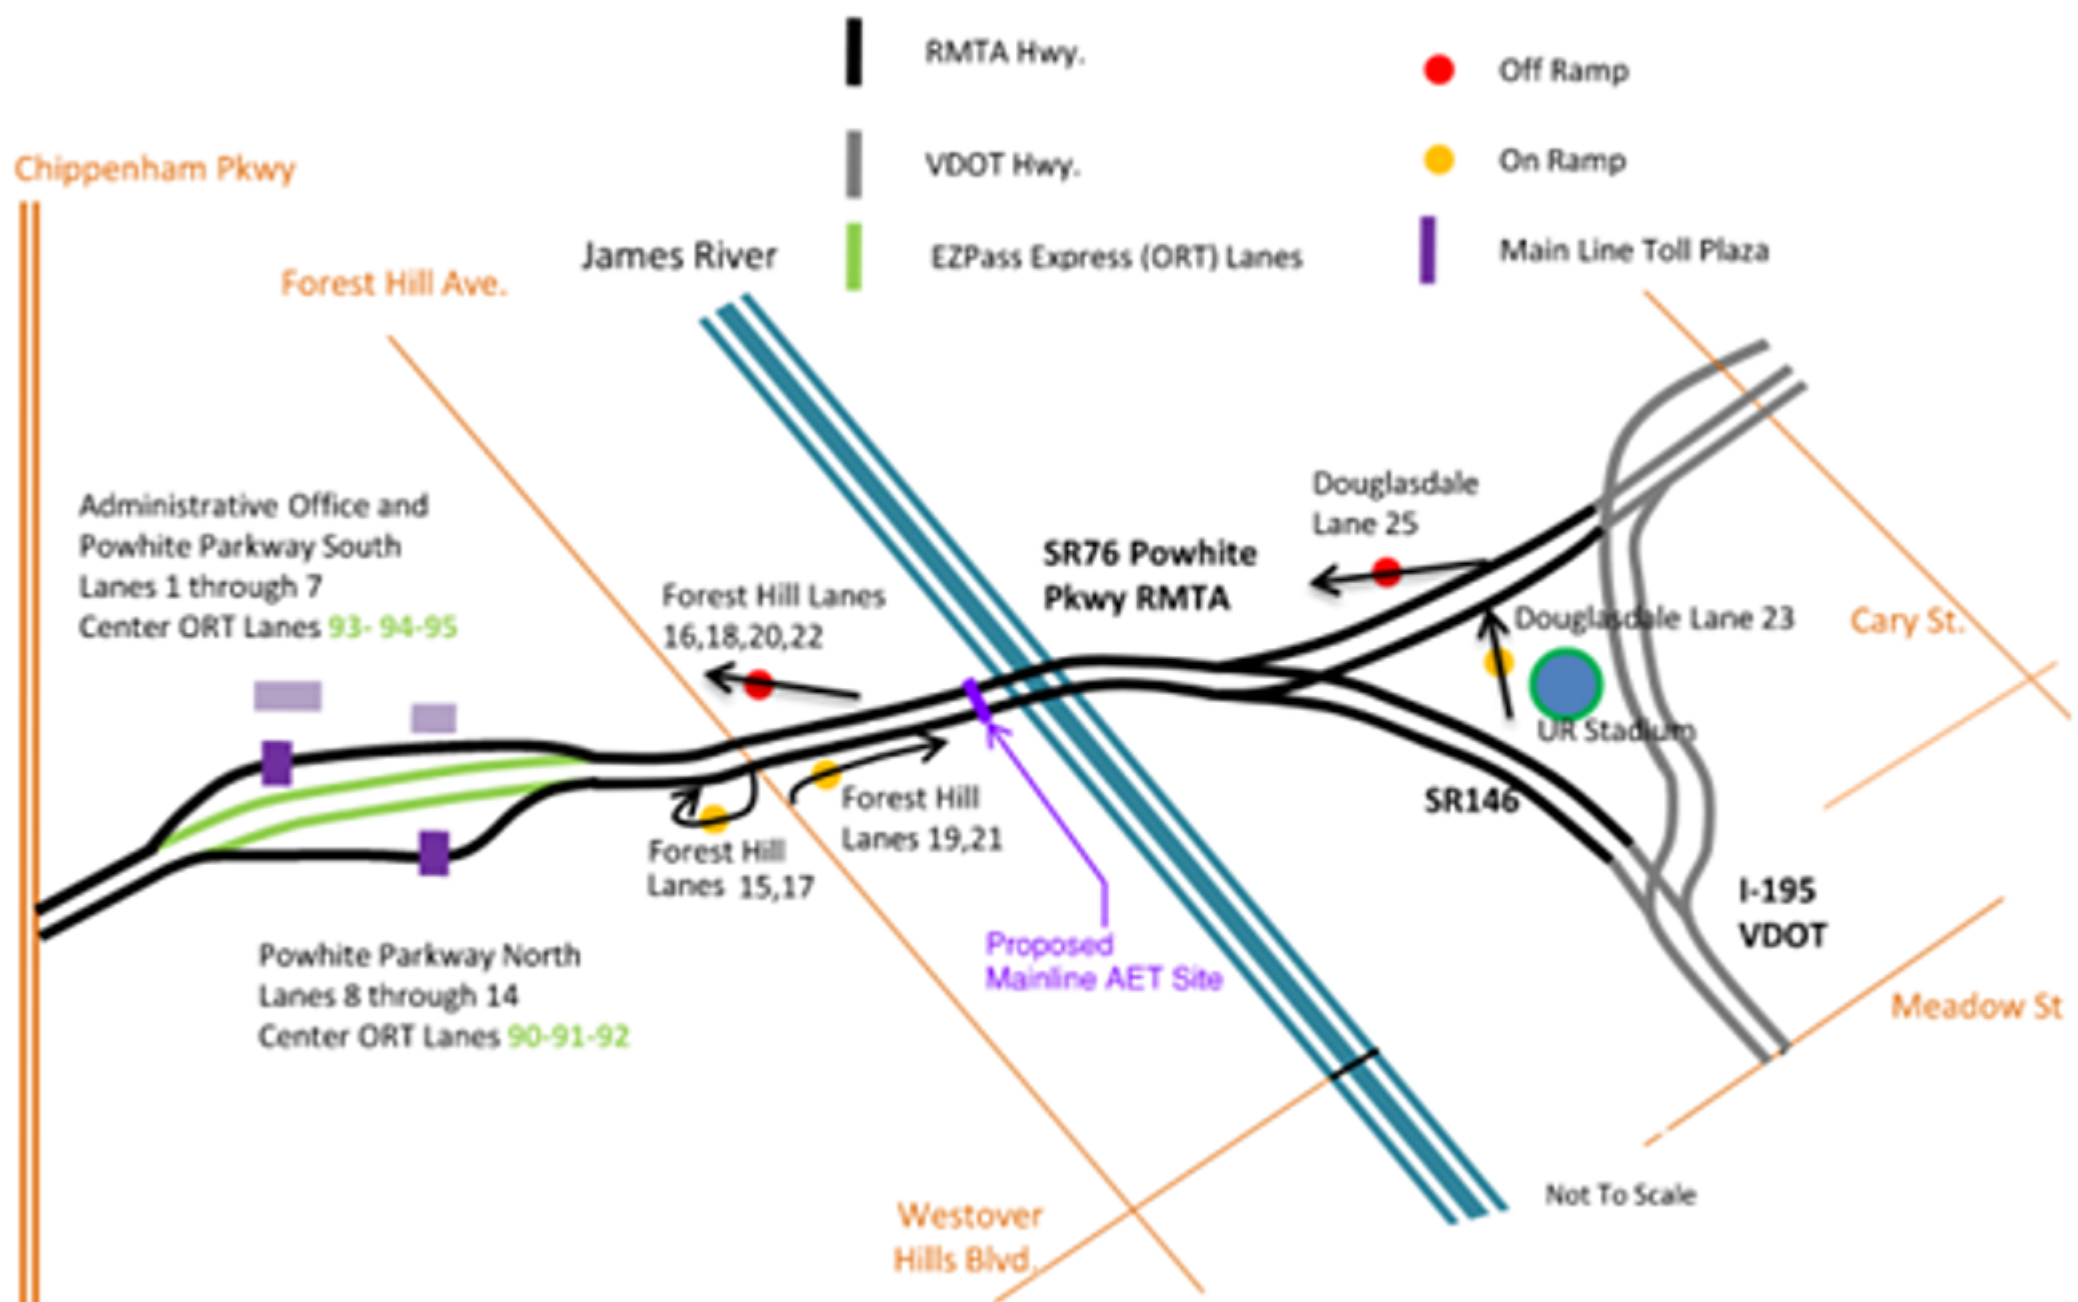 RMTA Hwy.
Off Ramp
VDOT Hwy.
On Ramp
EZPass Express (ORT) Lanes
Main Line Toll Plaza
Chippenham Pkwy
Forest Hill Ave.
James River
Administrative Office and
Powhite Parkway South
Lanes 1 through 7
Center ORT Lanes 93- 94-95
Forest Hill Lanes
16,18,20,22
SR76 Powhite
Pkwy RMTA
Douglasdale
Lane 25
Douglasdale Lane 23
Cary St.
UR Stadium
SR146
Forest Hill
Lanes 19,21
Forest Hill
Lanes 15,17
Proposed
Mainline AET Site
I-195
VDOT
Powhite Parkway North
Lanes 8 through 14
Center ORT Lanes 90-91-92
Meadow St
Westover
Hills Blvd.
Not To Scale